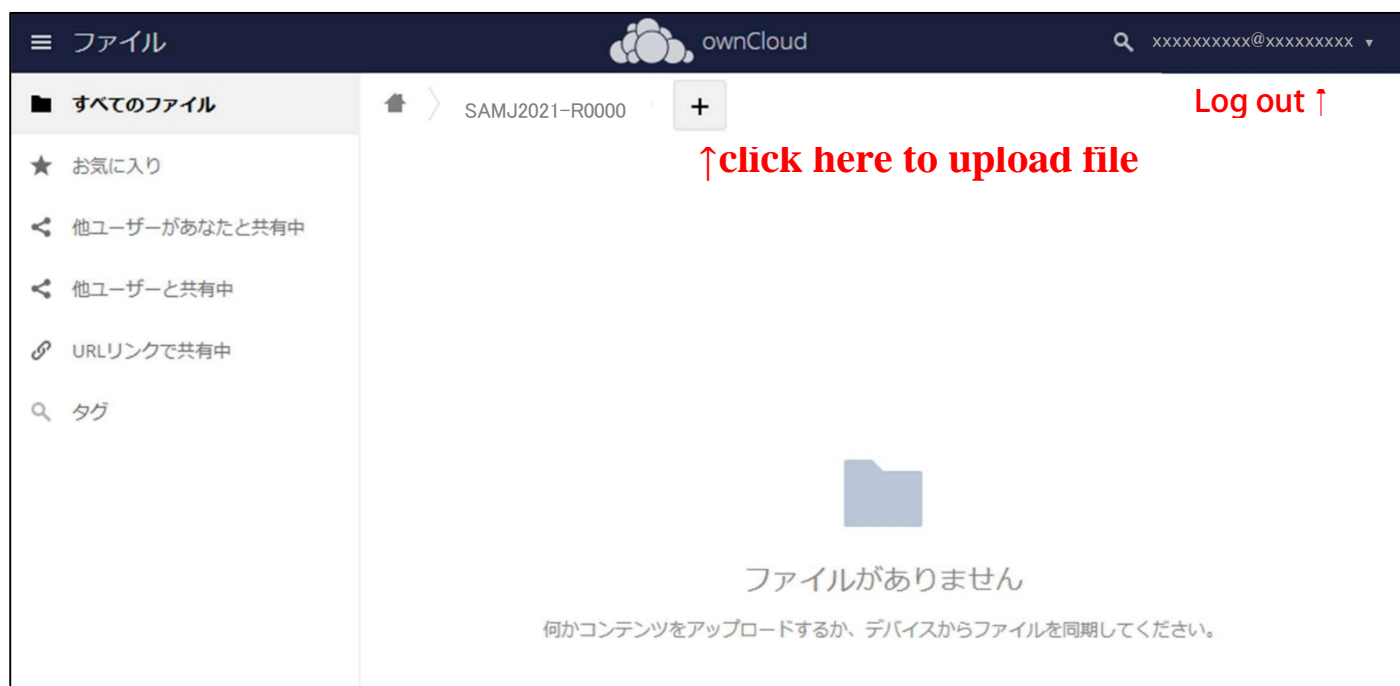 ファイル
ownCloud
xxxxxxxxxx@xxxxxxxxx
すべてのファイル
SAMJ2021-R0000
+
Log out ↑
お気に入り
↑click here to upload file
他ユーザーがあなたと共有中
他ユーザーと共有中
URLリンクで共有中
タグ
ファイルがありません
何かコンテンツをアップロードするか、デバイスからファイルを同期してください。